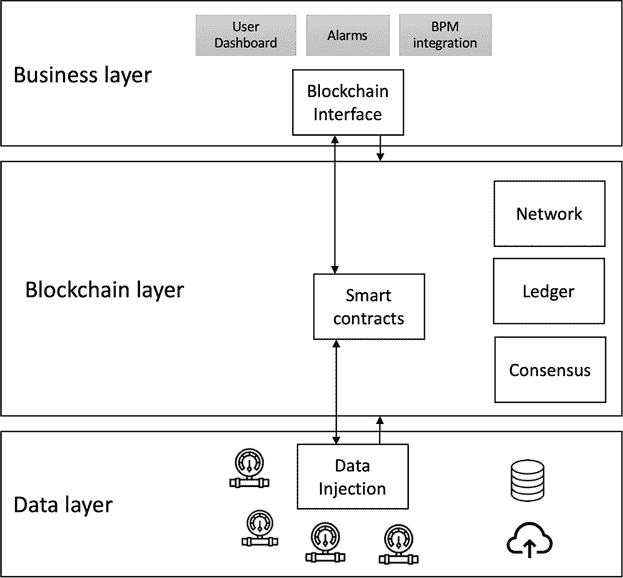 User
Dashboard
Alarms
BPM
integration
Business layer
Blockchain
Interface
Network
Blockchain layer
Smart
contracts
Ledger
Consensus
Data
Injection
Data layer